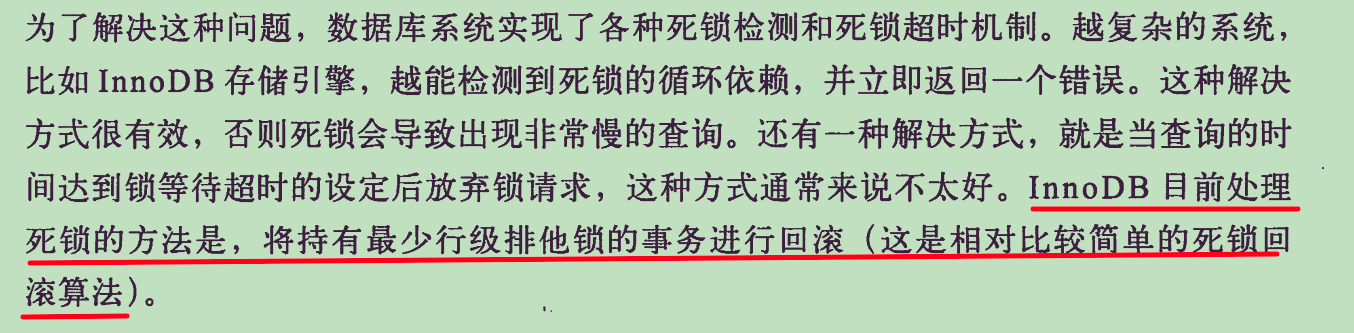 为了解决这种问题，数据库系统实现了各种死锁检测和死锁超时机制。越复杂的系统，
比如 InnoDB 存储引擎，越能检测到死锁的循环依赖，并立即返回一个错误。这种解决
方式很有效，否则死锁会导致出现非常慢的查询。还有一种解决方式，就是当查询的时
间达到锁等待超时的设定后放弃锁请求，这种方式通常来说不太好。InnoDB 目前处理
死锁的方法是，将持有最少行级排他锁的事务进行回滚（这是相对比较简单的死锁回
滚算法）。